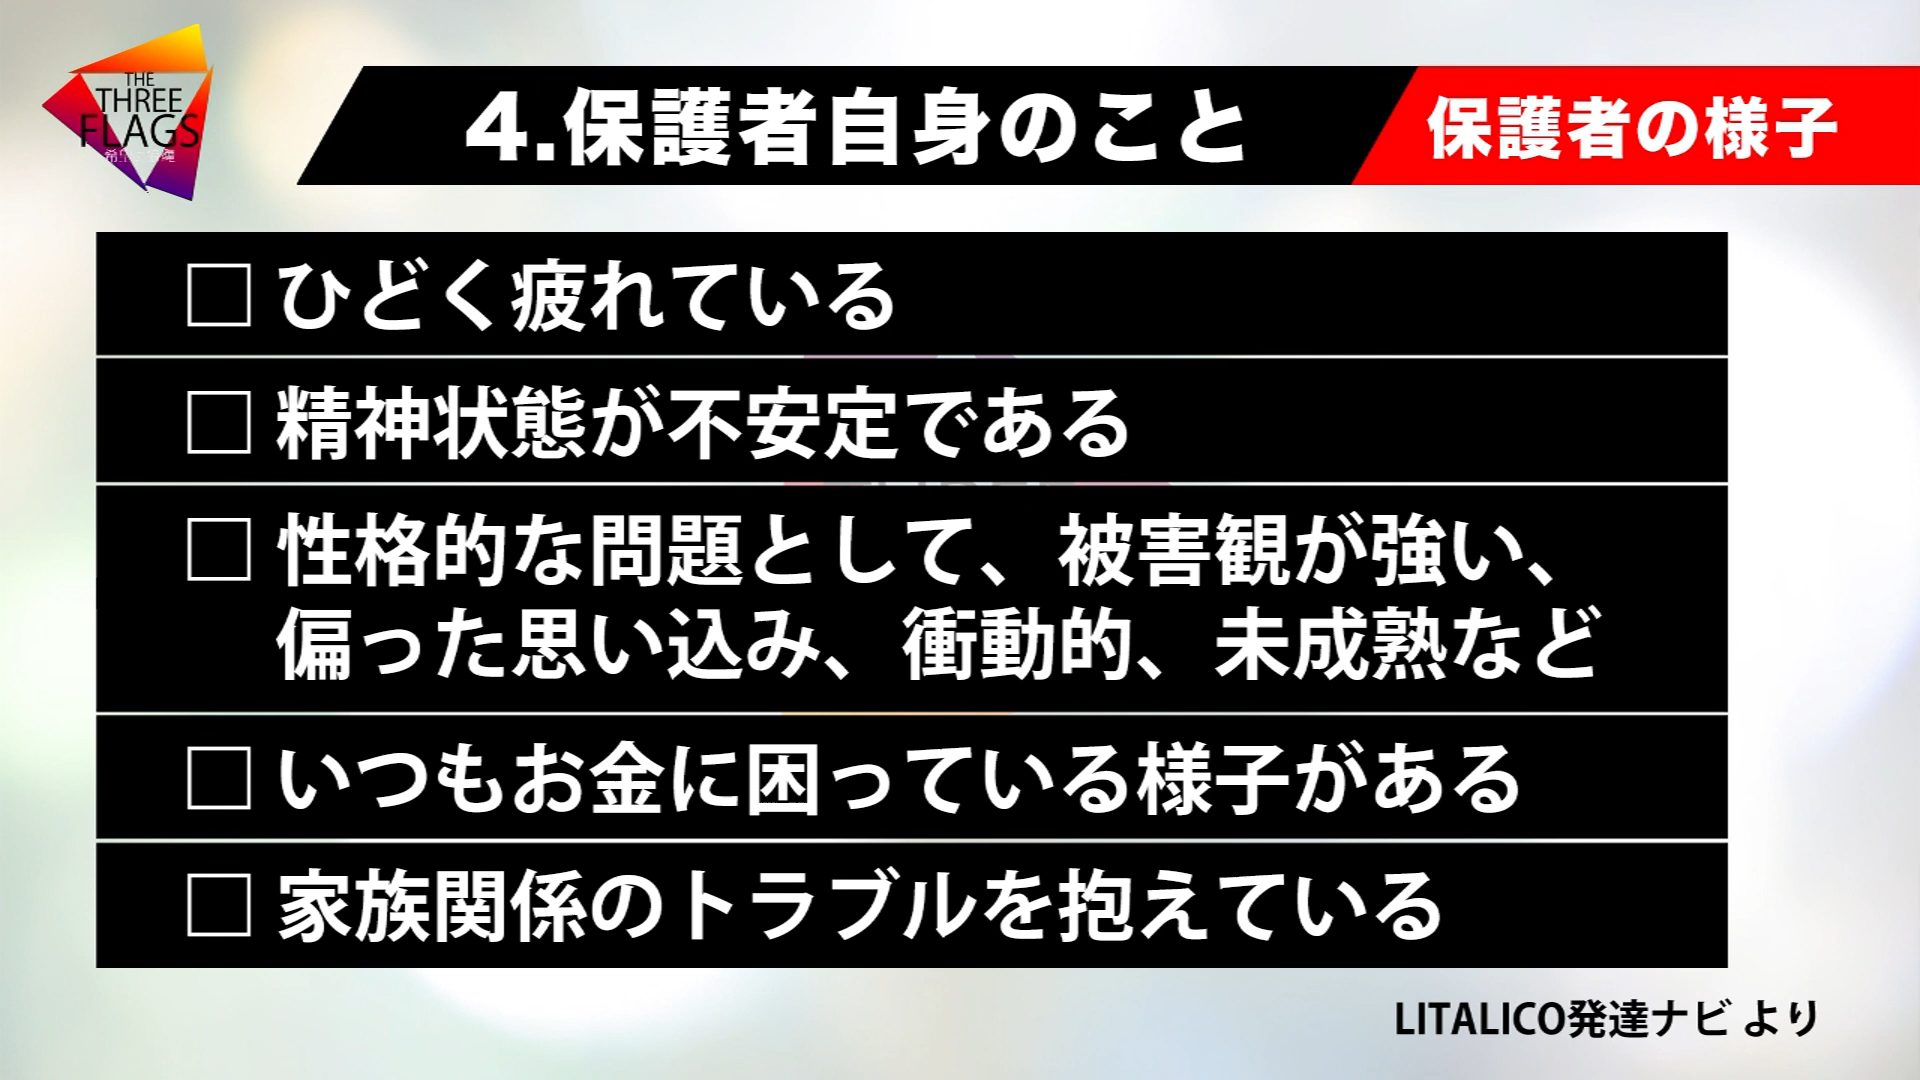 THE
THREE
FLAGS
4.保護者自身のこと
保護者の様子
□ ひどく疲れている
□ 精神状態が不安定である
□ 性格的な問題として、被害観が強い、
偏った思い込み、衝動的、未成熟など
□ いつもお金に困っている様子がある
□ 家族関係のトラブルを抱えている
LITALICO発達ナビ より